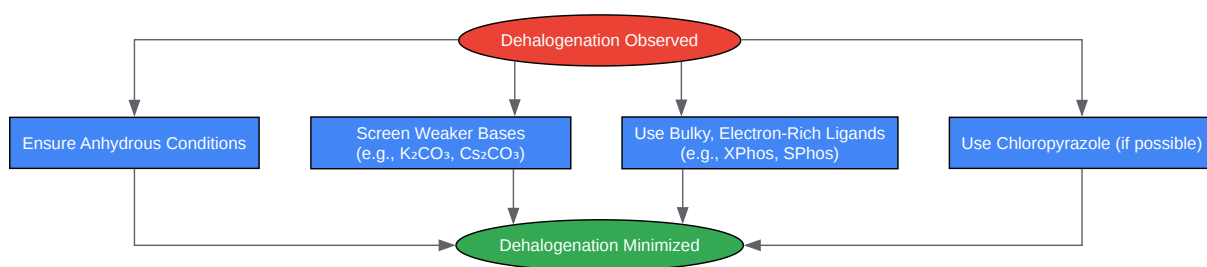 Dehalogenation Observed
Ensure Anhydrous Conditions
Screen Weaker Bases
(e.g., K₂CO₃, Cs₂CO₃)
Use Bulky, Electron-Rich Ligands
(e.g., XPhos, SPhos)
Use Chloropyrazole (if possible)
Dehalogenation Minimized